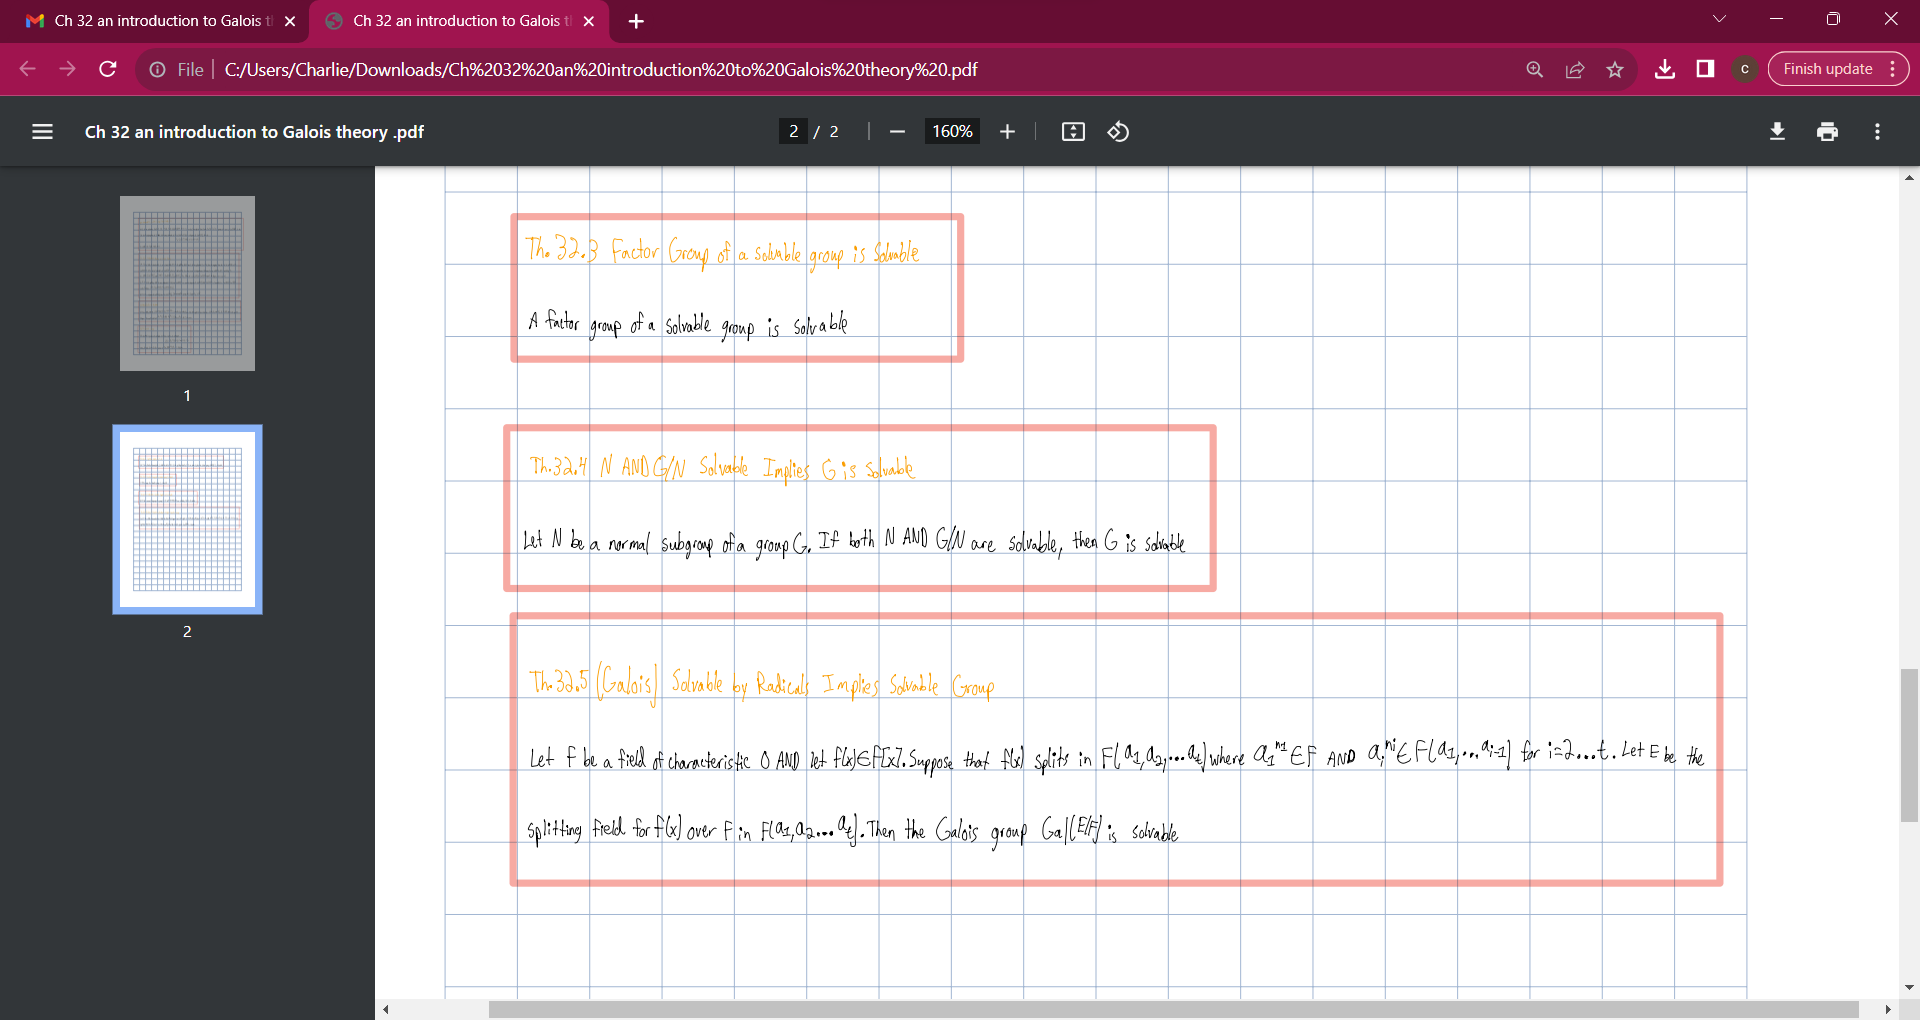 Ch 32 an introduction to Galois t
Ch 32 an introduction to Galois t
Finish update
File
C:/Users/Charlie/Downloads/Ch%2032%20an%20introduction%20to%20Galois%20theory%20.pdf
C
Ch 32 an introduction to Galois theory .pdf
2 / 2
160%
1
2
Th. 32.3 Factor Group of a solvable group is Solvable
A factor group of a solvable group is solvable
Th. 32.4 N AND G/N Solvable Implies G is Solvable
Let N be a normal subgroup of a group G. If both N AND G/N are solvable, then G is solvable
Th. 32.5 (Galois) Solvable by Radicals Implies Solvable Group
Let F be a field of characteristic 0 AND let f(x)∈F[x]. Suppose that f(x) splits in F(a₁,a₂,...aₜ) where a₁^n₁ ∈ F AND aᵢ^nᵢ ∈ F(a₁,...,aᵢ₋₁) for i=2...t. Let E be the
splitting field for f(x) over F in F(a₁,a₂...aₜ). Then the Galois group Gal(E/F) is solvable